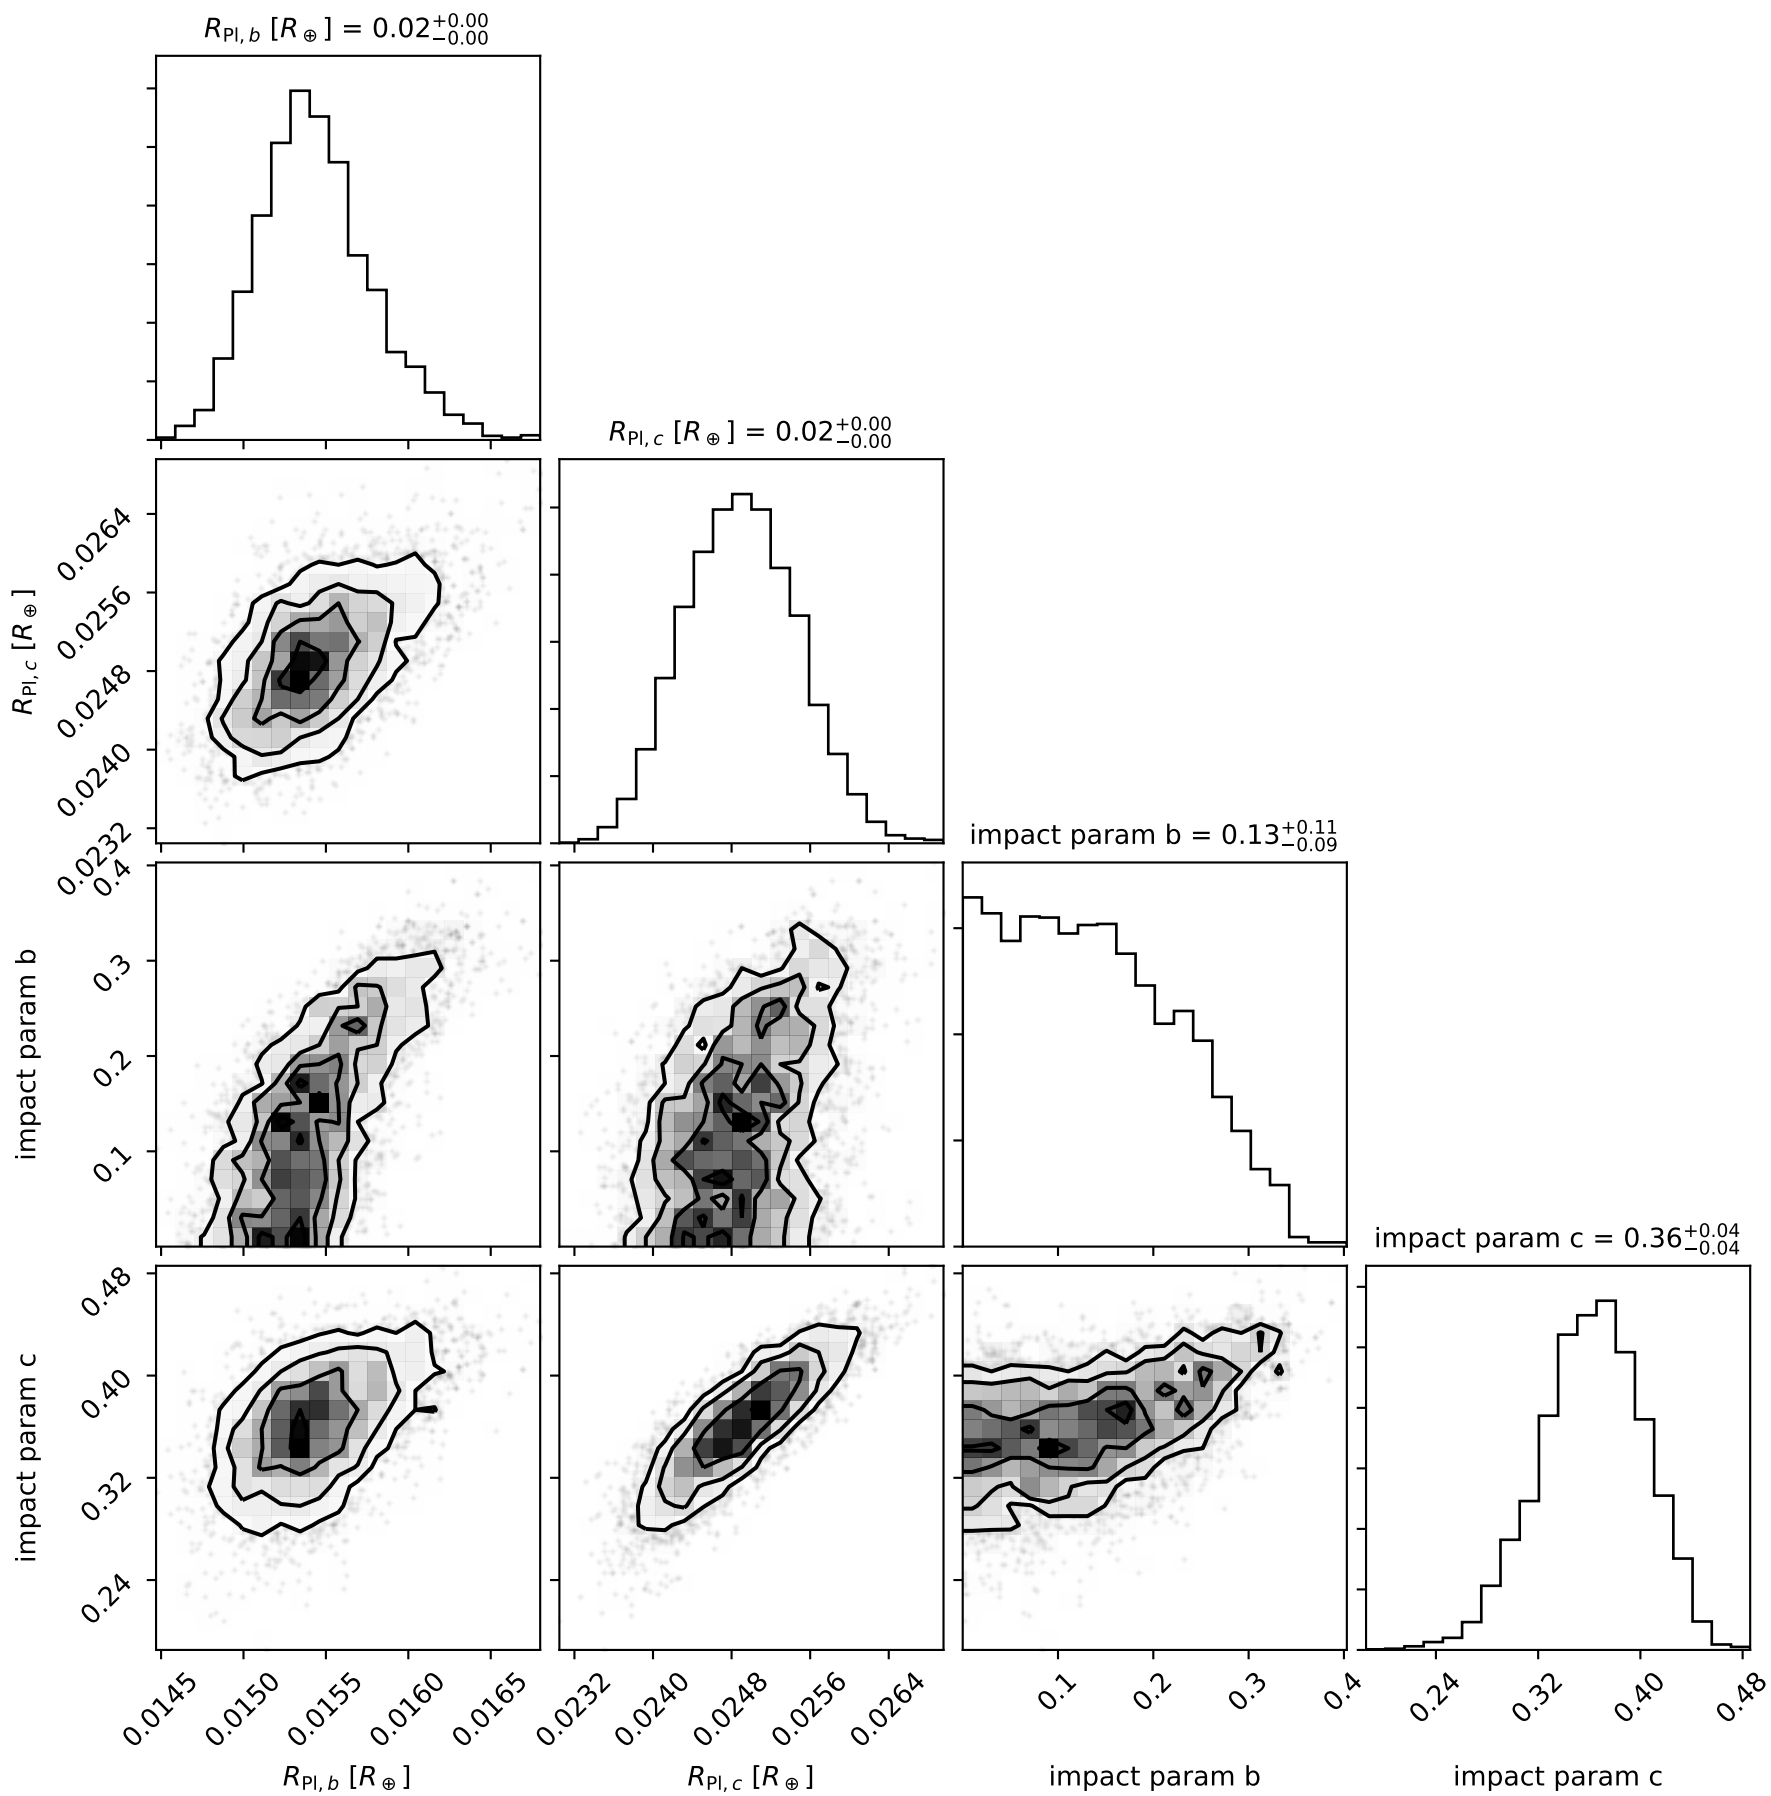 R_Pl,b [R_⊕] = 0.02 +0.00 −0.00
R_Pl,c [R_⊕] = 0.02 +0.00 −0.00
R_Pl,c [R_⊕]
0.0264
0.0256
0.0248
0.0240
0.0232
impact param b = 0.13 +0.11 −0.09
impact param b
0.4
0.3
0.2
0.1
impact param c = 0.36 +0.04 −0.04
impact param c
0.48
0.40
0.32
0.24
0.0145 0.0150 0.0155 0.0160 0.0165 0.0232 0.0240 0.0248 0.0256 0.0264 0.1 0.2 0.3 0.4 0.24 0.32 0.40 0.48
R_Pl,b [R_⊕] R_Pl,c [R_⊕] impact param b impact param c